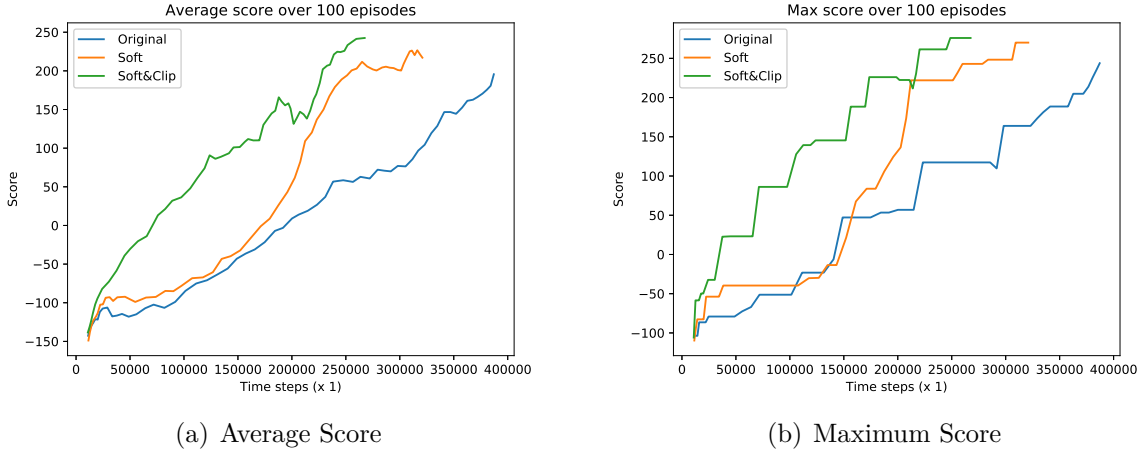 Average score over 100 episodes
Original
Soft
Soft&Clip
250
200
150
100
50
0
−50
−100
−150
Score
0 50000 100000 150000 200000 250000 300000 350000 400000
Time steps (x 1)
(a) Average Score
Max score over 100 episodes
Original
Soft
Soft&Clip
250
200
150
100
50
0
−50
−100
Score
0 50000 100000 150000 200000 250000 300000 350000 400000
Time steps (x 1)
(b) Maximum Score